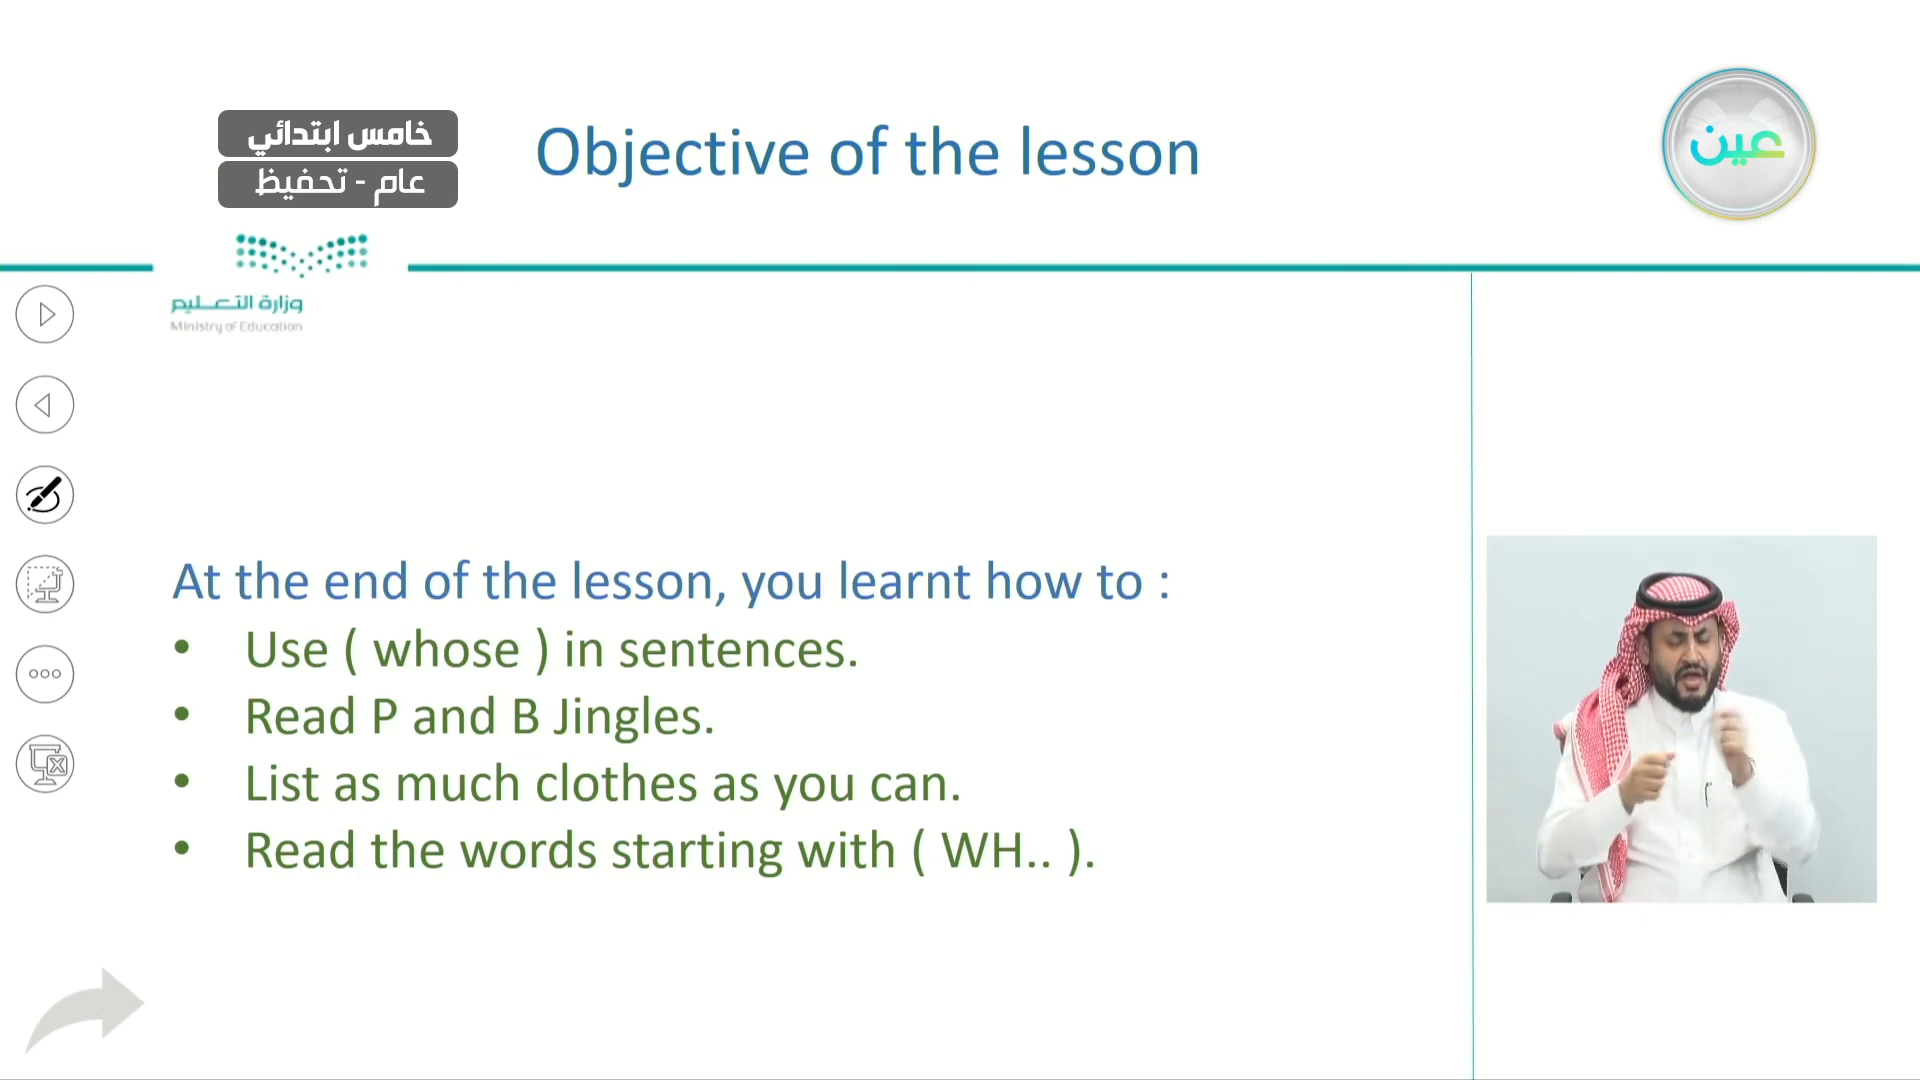 خامس ابتدائي
عام - تحفيظ
Objective of the lesson
عين
وزارة التعليم
Ministry of Education
At the end of the lesson, you learnt how to :
• Use ( whose ) in sentences.
• Read P and B Jingles.
• List as much clothes as you can.
• Read the words starting with ( WH.. ).